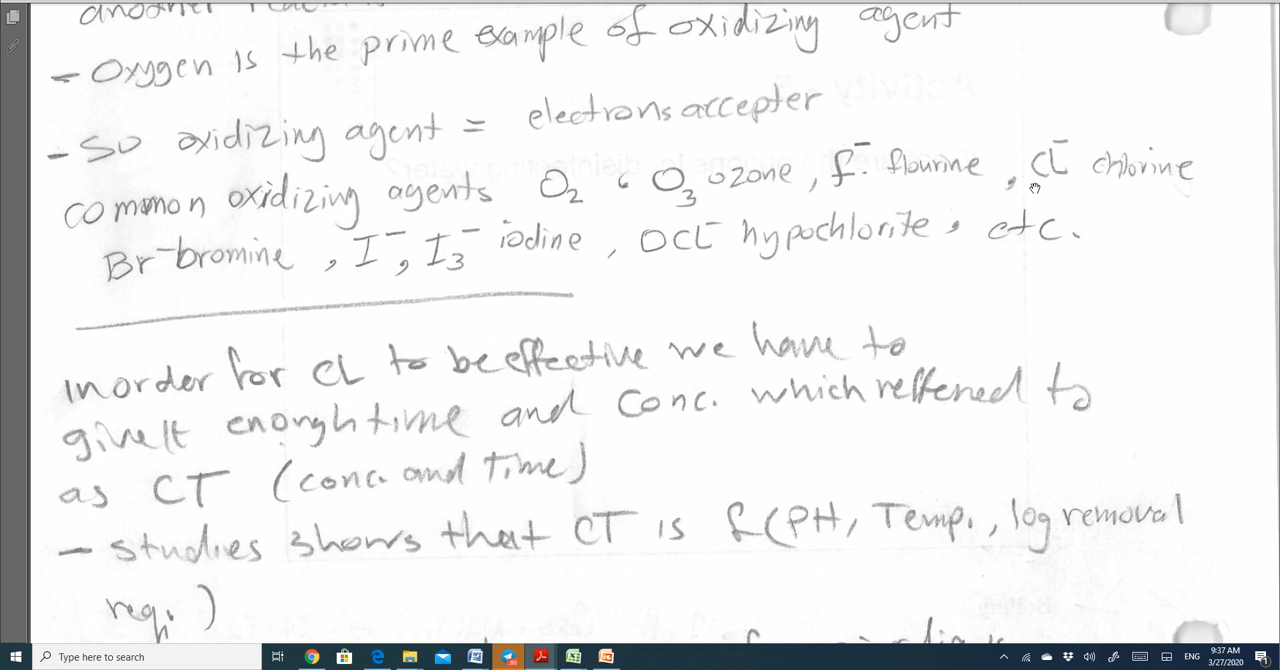 another
- Oxygen is the prime example of oxidizing agent
- So oxidizing agent = electrons accepter
common oxidizing agents O2, O3 ozone, f- flourine, CL- chlorine
Br- bromine, I-, I3- iodine, OCL- hypochlorite, etc.
inorder for CL to be effective we have to
give it enough time and conc. which reffered to
as CT (conc. and Time)
- studies shows that CT is f(PH, Temp., log removal
req.)
Type here to search
ENG
9:37 AM
3/27/2020